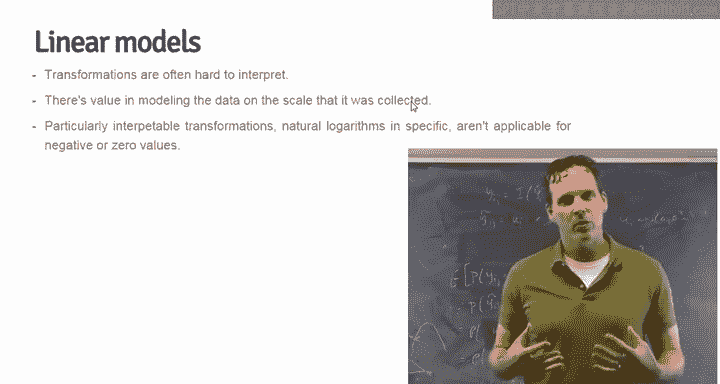 Linear models
- Transformations are often hard to interpret.
- There's value in modeling the data on the scale that it was collected.
- Particularly interpetable transformations, natural logarithms in specific, aren't applicable for
negative or zero values.